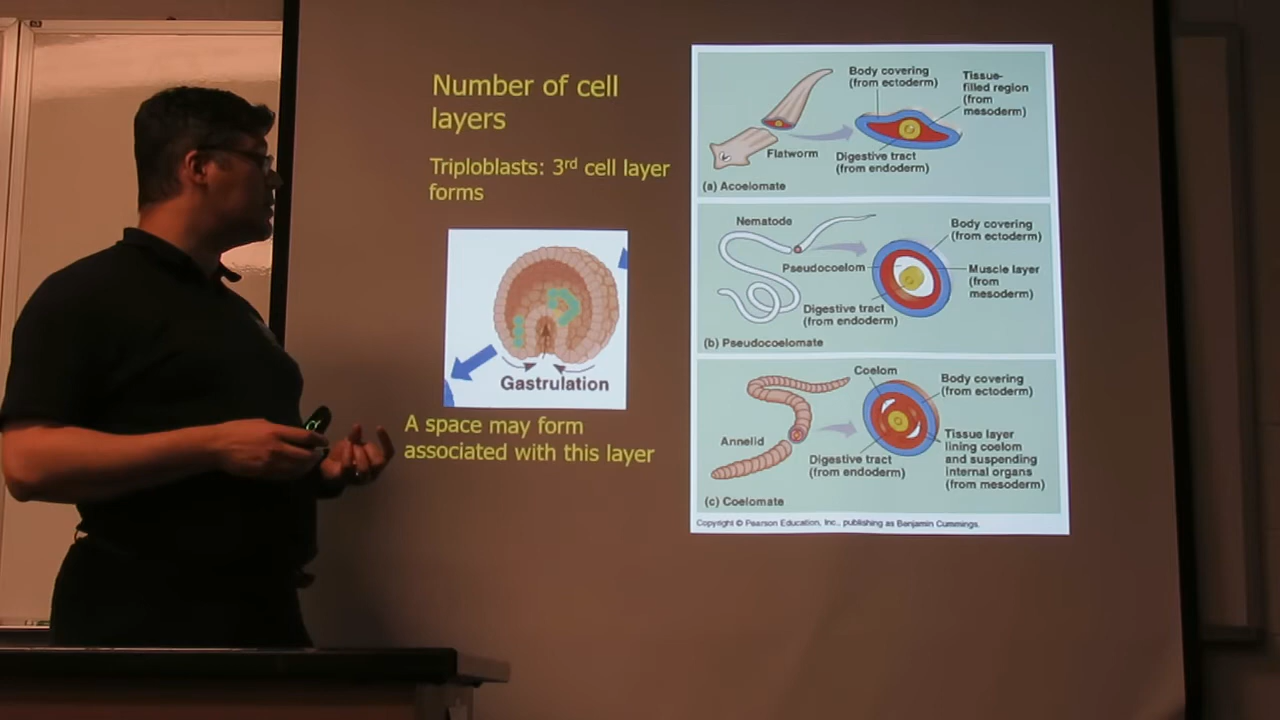 Number of cell
layers
Triploblasts: 3rd cell layer
forms
Gastrulation
A space may form
associated with this layer
Body covering
(from ectoderm)
Tissue-
filled region
(from
mesoderm)
Flatworm
Digestive tract
(from endoderm)
(a) Acoelomate
Nematode
Body covering
(from ectoderm)
Pseudocoelom
Muscle layer
(from
mesoderm)
Digestive tract
(from endoderm)
(b) Pseudocoelomate
Coelom
Body covering
(from ectoderm)
Annelid
Digestive tract
(from endoderm)
Tissue layer
lining coelom
and suspending
internal organs
(from mesoderm)
(c) Coelomate
Copyright © Pearson Education, Inc., publishing as Benjamin Cummings.